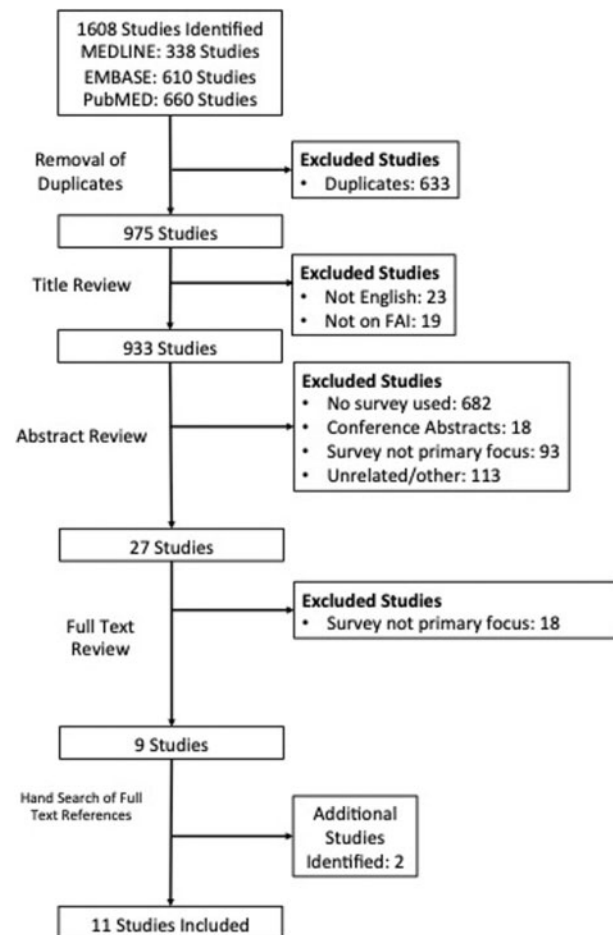 1608 Studies Identified
MEDLINE: 338 Studies
EMBASE: 610 Studies
PubMED: 660 Studies
Removal of
Duplicates
Excluded Studies
• Duplicates: 633
975 Studies
Title Review
Excluded Studies
• Not English: 23
• Not on FAI: 19
933 Studies
Abstract Review
Excluded Studies
• No survey used: 682
• Conference Abstracts: 18
• Survey not primary focus: 93
• Unrelated/other: 113
27 Studies
Full Text
Review
Excluded Studies
• Survey not primary focus: 18
9 Studies
Hand Search of Full
Text References
Additional
Studies
Identified: 2
11 Studies Included